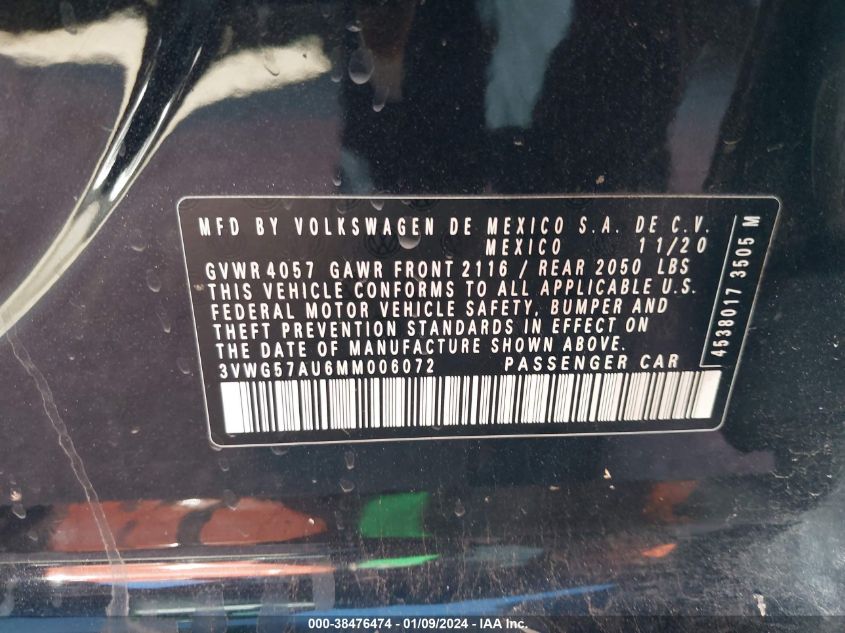 MFD BY VOLKSWAGEN DE MEXICO S.A. DE C.V.
MEXICO 11/20
GVWR 4057 GAWR FRONT 2116 / REAR 2050 LBS
THIS VEHICLE CONFORMS TO ALL APPLICABLE U.S.
FEDERAL MOTOR VEHICLE SAFETY, BUMPER AND
THEFT PREVENTION STANDARDS IN EFFECT ON
THE DATE OF MANUFACTURE SHOWN ABOVE.
3VWG57AU6MM006072 PASSENGER CAR
4538017 3505 M
000-38476474 - 01/09/2024 - IAA Inc.